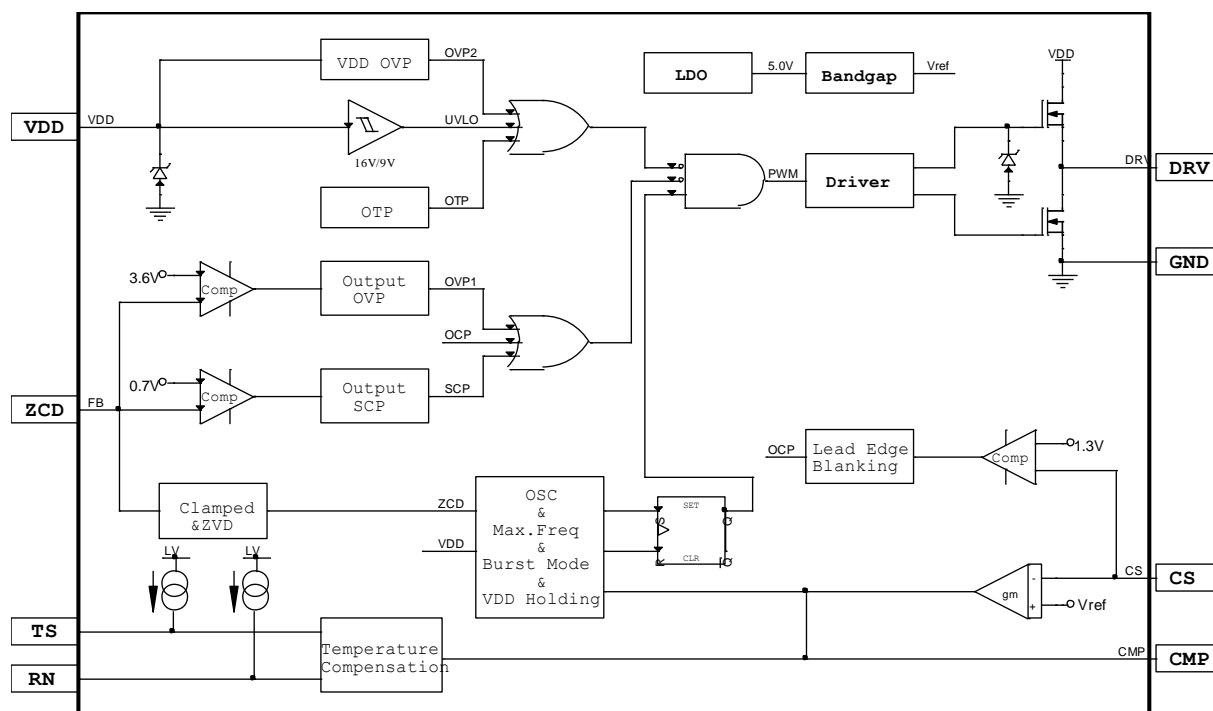 VDD
VDD
VDD OVP
OVP2
16V/9V
UVLO
OTP
OTP
LDO
5.0V
Bandgap
Vref
PWM
Driver
VDD
DRV
DRV
GND
3.6V
Comp
Output
OVP
OVP1
OCP
0.7V
Comp
Output
SCP
SCP
ZCD
FB
OCP
Lead Edge
Blanking
Comp
1.3V
Clamped
&ZVD
ZCD
VDD
OSC
&
Max.Freq
&
Burst Mode
&
VDD Holding
S
SET
Q
R
CLR
Q
LV
LV
gm
-
+
Vref
CS
CS
TS
RN
Temperature
Compensation
CMP
CMP